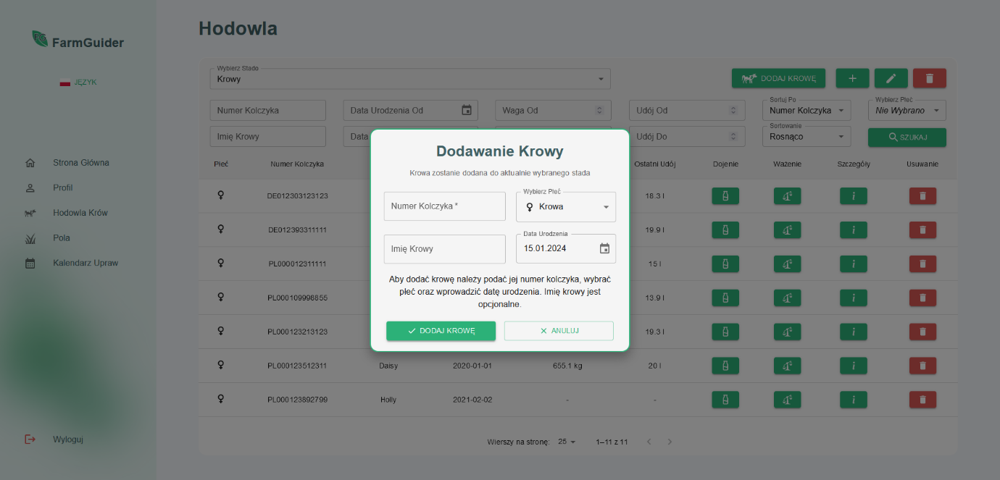 Hodowla
FarmGuider
JĘZYK
Strona Główna
Profil
Hodowla Krów
Pola
Kalendarz Upraw
Wyloguj
Wybierz Stado
Krowy
DODAJ KROWĘ
Numer Kolczyka
Data Urodzenia Od
Waga Od
Udój Od
Sortuj Po
Numer Kolczyka
Wybierz Płeć
Nie Wybrano
Imię Krowy
Data
Udój Do
Sortowanie
Rosnąco
SZUKAJ
Płeć Numer Kolczyka Ostatni Udój Dojenie Ważenie Szczegóły Usuwanie
DE012303123123 18.3 l
DE012393311111 19.9 l
PL000012311111 15 l
PL000109998855 13.9 l
PL000123213123 19.3 l
PL000123512311 Daisy 2020-01-01 655.1 kg 20 l
PL000123892799 Holly 2021-02-02 - -
Wierszy na stronę: 25 1–11 z 11
Dodawanie Krowy
Krowa zostanie dodana do aktualnie wybranego stada
Numer Kolczyka *
Wybierz Płeć
Krowa
Imię Krowy
Data Urodzenia
15.01.2024
Aby dodać krowę należy podać jej numer kolczyka, wybrać
płeć oraz wprowadzić datę urodzenia. Imię krowy jest
opcjonalne.
DODAJ KROWĘ
ANULUJ